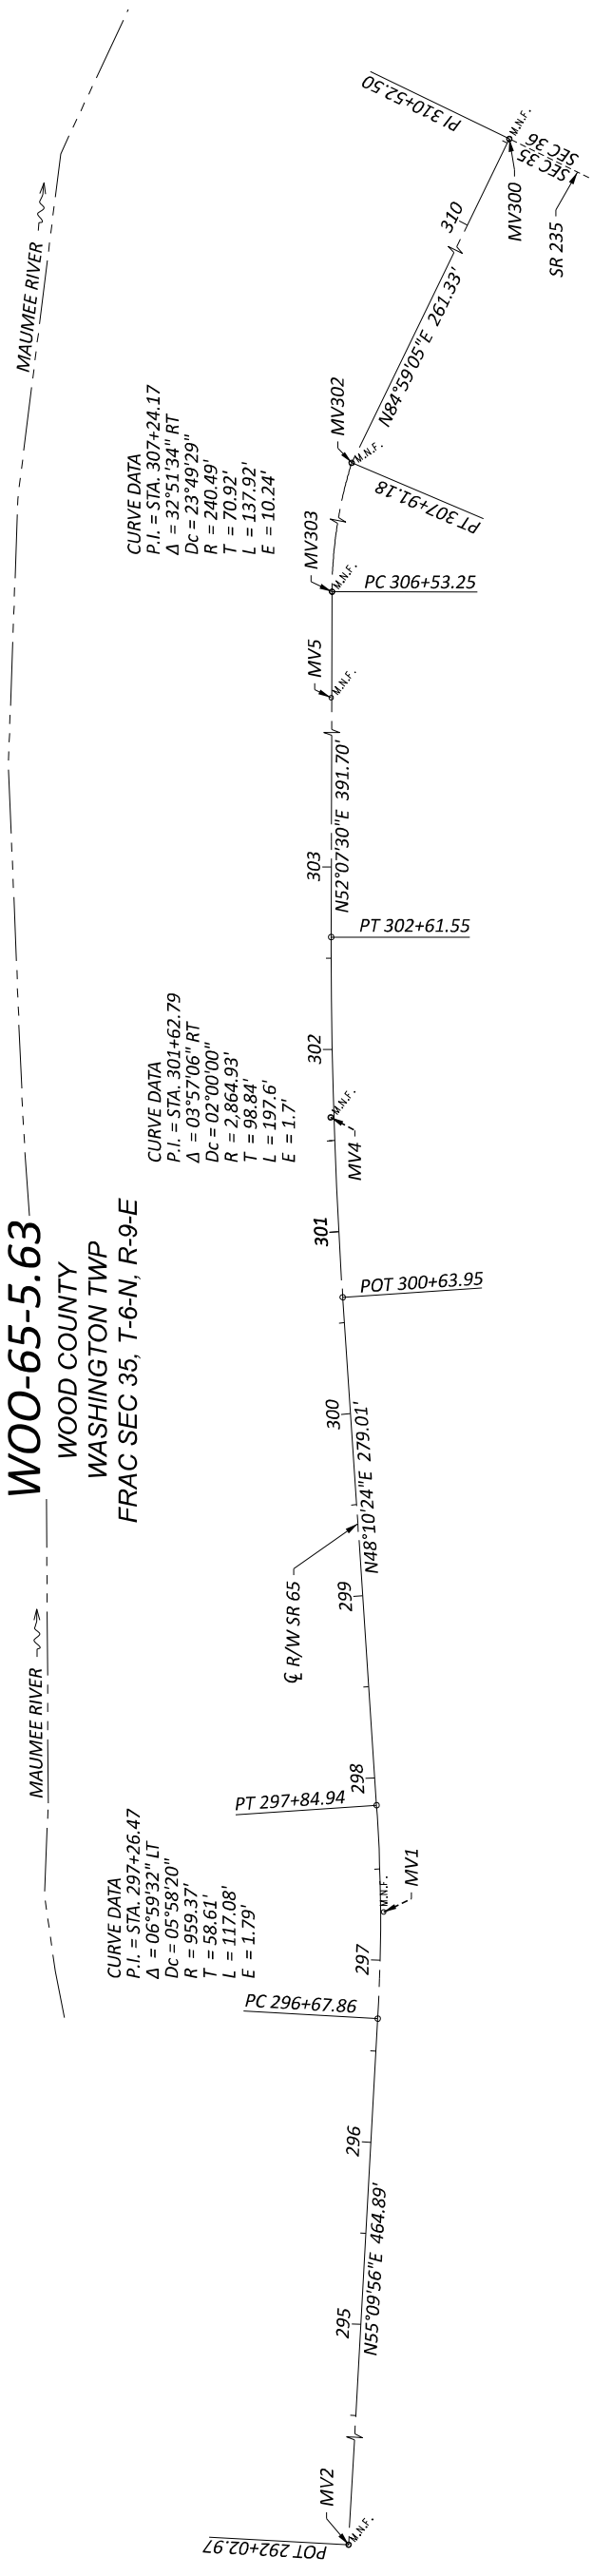 WOO-65-5.63
WOOD COUNTY
WASHINGTON TWP
FRAC SEC 35, T-6-N, R-9-E
MAUMEE RIVER
MAUMEE RIVER
CURVE DATA
P.I. = STA. 297+26.47
Δ = 06°59'32" LT
Dc = 05°58'20"
R = 959.37'
T = 58.61'
L = 117.08'
E = 1.79'
CURVE DATA
P.I. = STA. 301+62.79
Δ = 03°57'06" RT
Dc = 02°00'00"
R = 2,864.93'
T = 98.84'
L = 197.6'
E = 1.7'
CURVE DATA
P.I. = STA. 307+24.17
Δ = 32°51'34" RT
Dc = 23°49'29"
R = 240.49'
T = 70.92'
L = 137.92'
E = 10.24'
POT 292+02.97
MV2
M.N.F.
295
N55°09'56"E 464.89'
296
PC 296+67.86
297
M.N.F.
MV1
PT 297+84.94
298
299
℄ R/W SR 65
N48°10'24"E 279.01'
300
POT 300+63.95
301
MV4
M.N.F.
302
PT 302+61.55
303
N52°07'30"E 391.70'
MV5
M.N.F.
MV303
M.N.F.
PC 306+53.25
MV302
M.N.F.
PT 307+91.18
N84°59'05"E 261.33'
310
PI 310+52.50
M.N.F.
MV300
SEC 35
SEC 36
SR 235